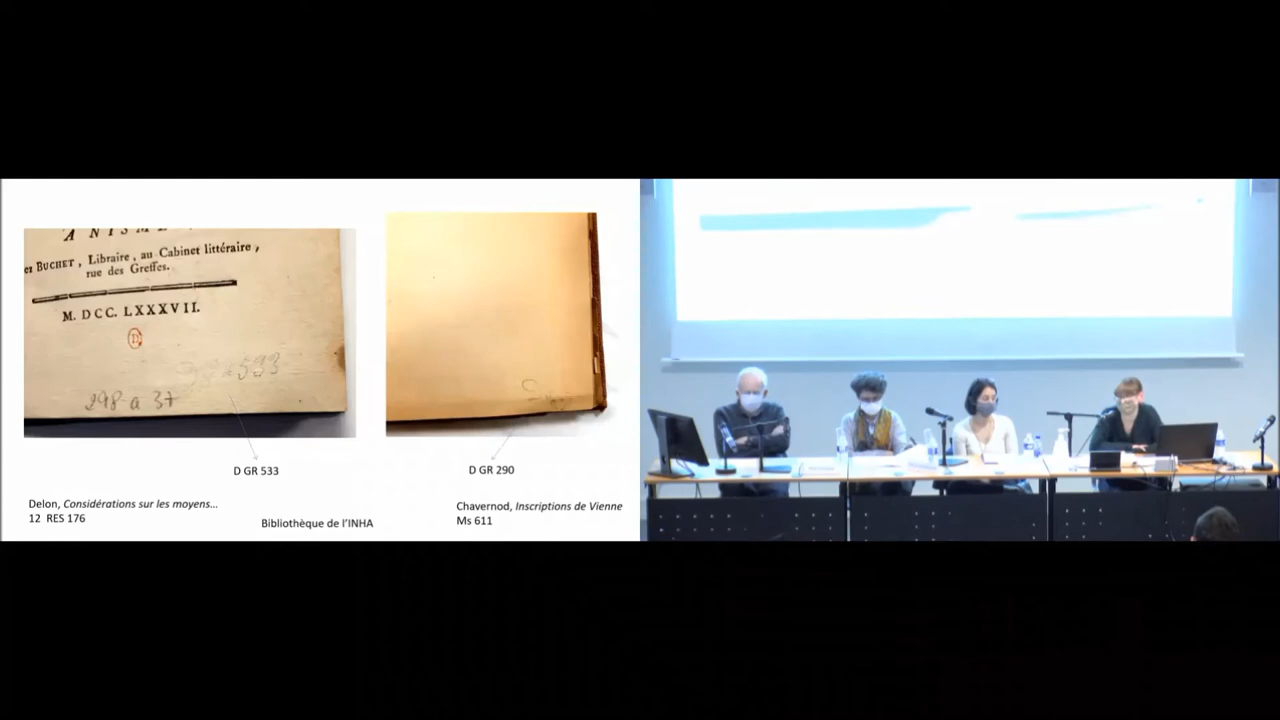 A NISME
BUCHET, Libraire, au Cabinet littéraire,
rue des Greffes.
M. DCC. LXXXVII.
298 a 37
D GR 533
D GR 290
Delon, Considérations sur les moyens...
12 RES 176
Bibliothèque de l'INHA
Chavernod, Inscriptions de Vienne
Ms 611